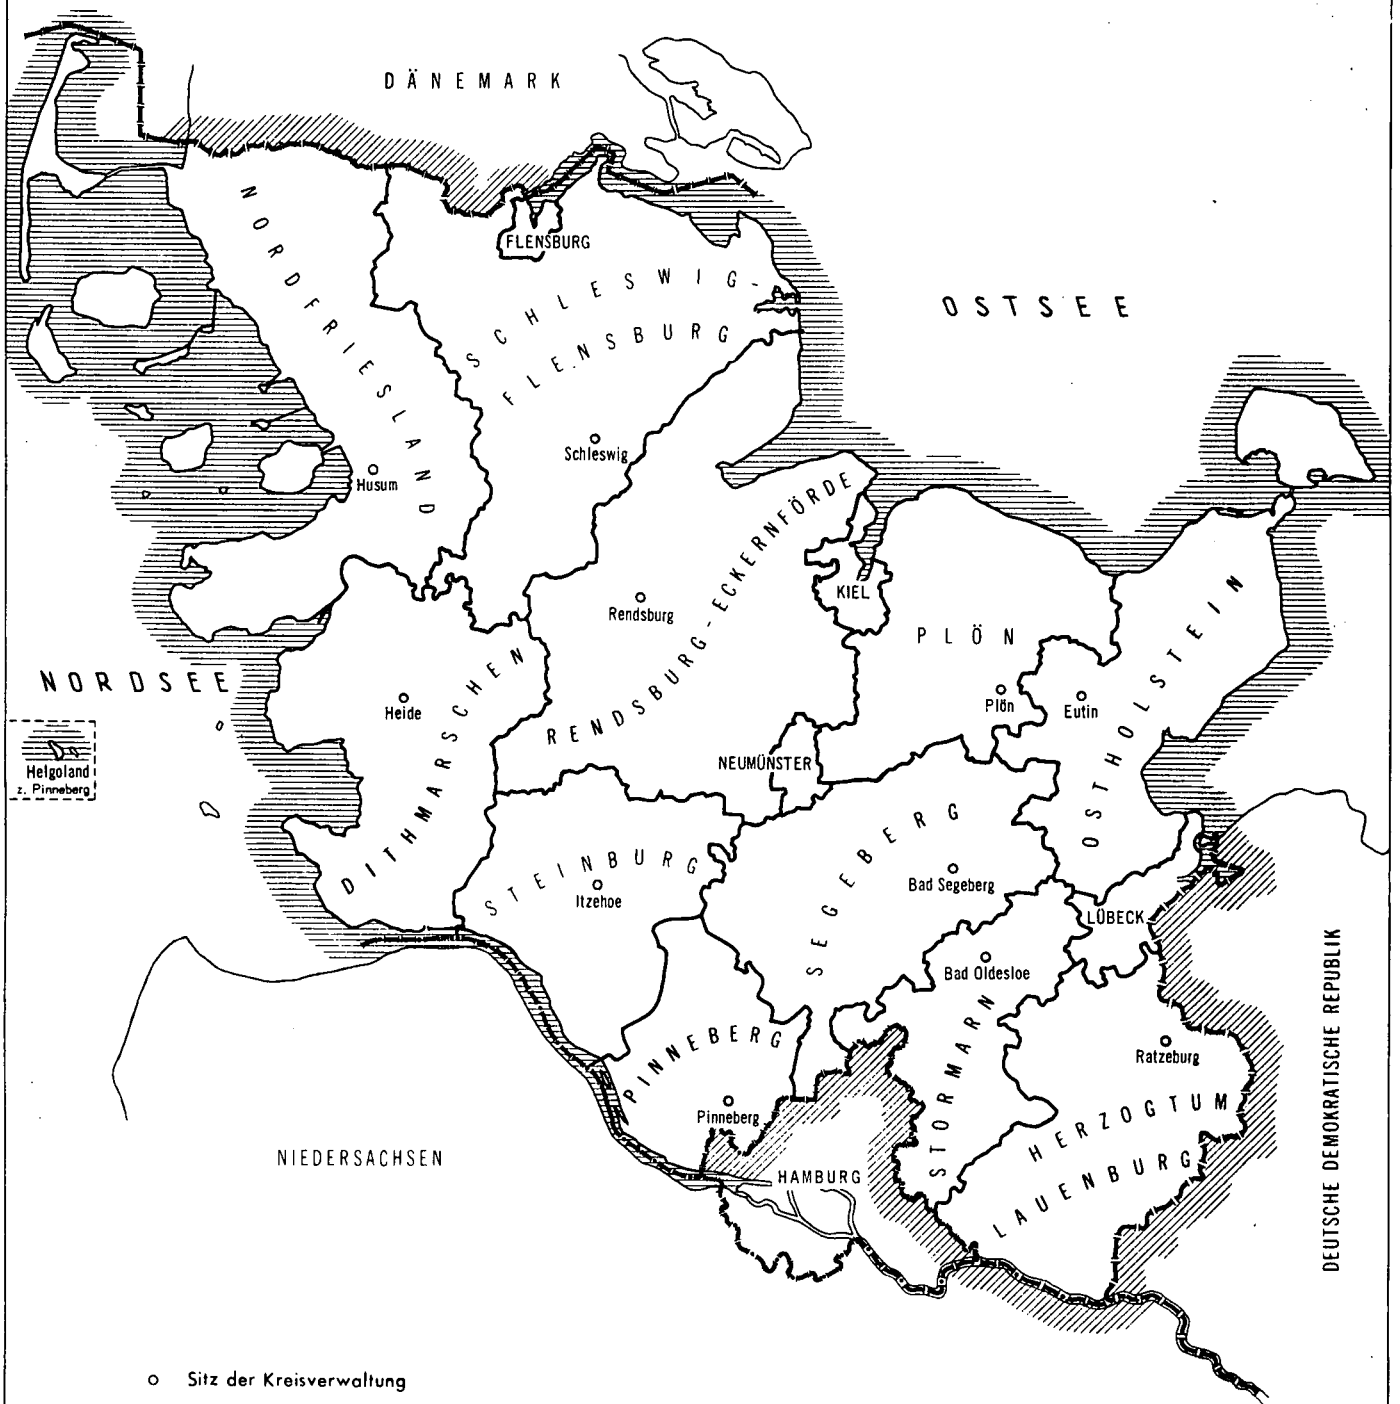 DÄNEMARK
NORDFRIESLAND
FLENSBURG
SCHLESWIG-
FLENSBURG
OSTSEE
Schleswig
Husum
RENDSBURG-ECKERNFÖRDE
KIEL
Rendsburg
PLÖN
OSTHOLSTEIN
NORDSEE
Heide
Plön
Eutin
DITHMARSCHEN
NEUMÜNSTER
Helgoland
z. Pinneberg
STEINBURG
Itzehoe
SEGEBERG
Bad Segeberg
LÜBECK
Bad Oldesloe
STORMARN
PINNEBERG
Pinneberg
Ratzeburg
HERZOGTUM
LAUENBURG
DEUTSCHE DEMOKRATISCHE REPUBLIK
NIEDERSACHSEN
HAMBURG
Sitz der Kreisverwaltung